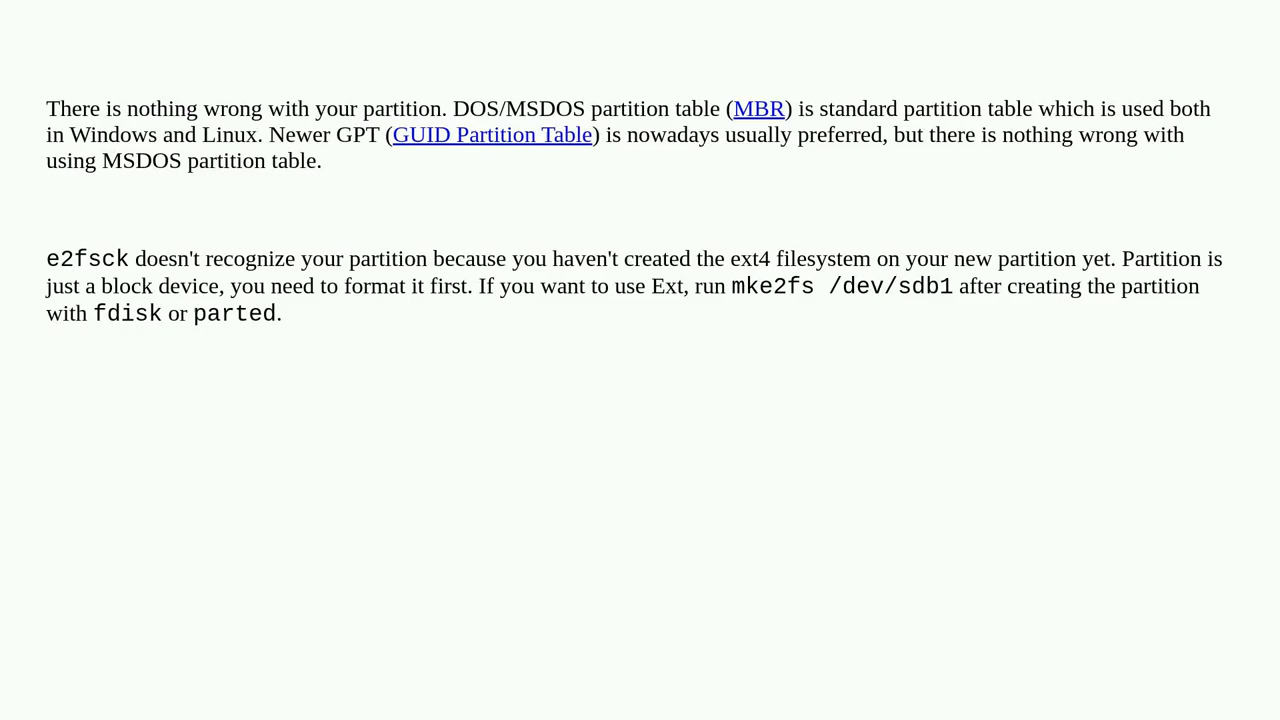 There is nothing wrong with your partition. DOS/MSDOS partition table (MBR) is standard partition table which is used both
in Windows and Linux. Newer GPT (GUID Partition Table) is nowadays usually preferred, but there is nothing wrong with
using MSDOS partition table.
e2fsck doesn't recognize your partition because you haven't created the ext4 filesystem on your new partition yet. Partition is
just a block device, you need to format it first. If you want to use Ext, run mke2fs /dev/sdb1 after creating the partition
with fdisk or parted.